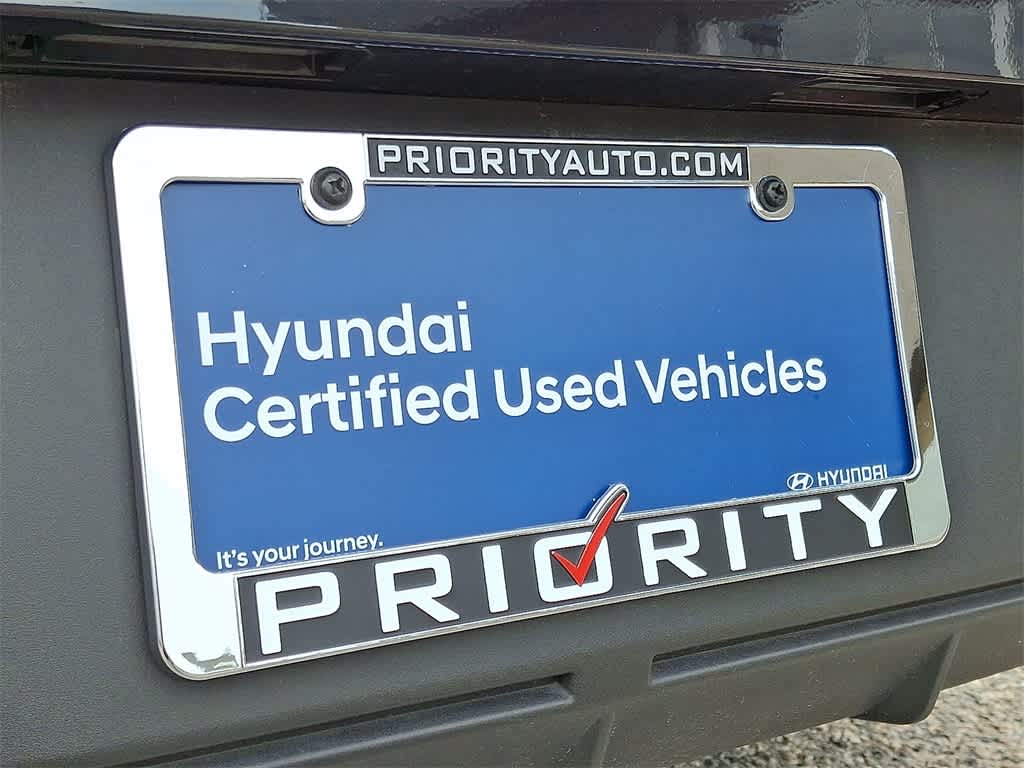 PRIORITYAUTO.COM
Hyundai
Certified Used Vehicles
HYUNDAI
It's your journey.
PRIORITY